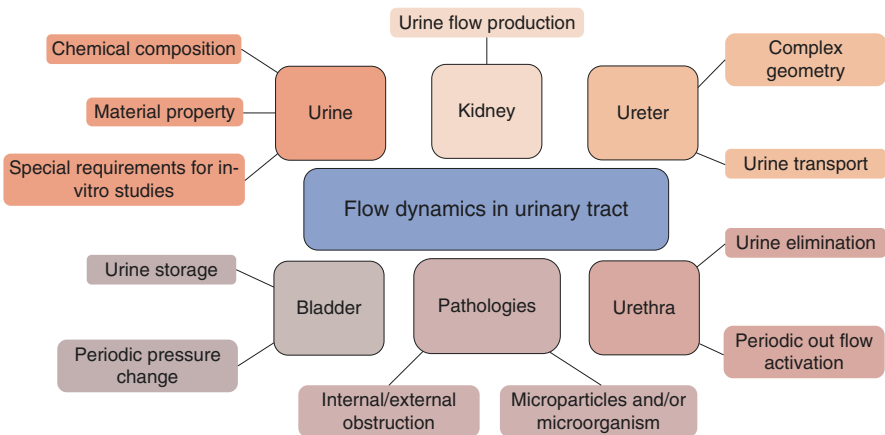 Urine flow production
Chemical composition
Complex
geometry
Material property
Urine
Kidney
Ureter
Special requirements for in-
vitro studies
Urine transport
Flow dynamics in urinary tract
Urine elimination
Urine storage
Bladder
Pathologies
Urethra
Periodic pressure
change
Periodic out flow
activation
Internal/external
obstruction
Microparticles and/or
microorganism